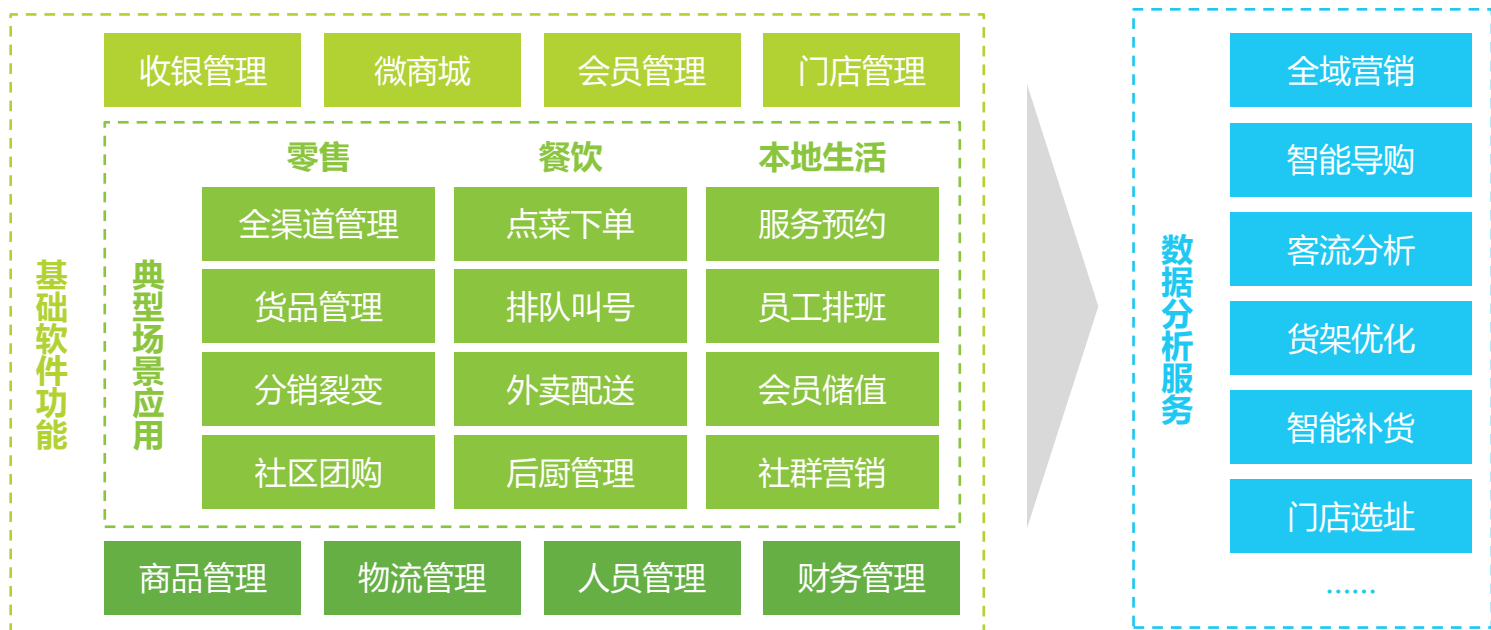 基础软件功能
收银管理
微商城
会员管理
门店管理
典型场景应用
零售
餐饮
本地生活
全渠道管理
点菜下单
服务预约
货品管理
排队叫号
员工排班
分销裂变
外卖配送
会员储值
社区团购
后厨管理
社群营销
商品管理
物流管理
人员管理
财务管理
数据分析服务
全域营销
智能导购
客流分析
货架优化
智能补货
门店选址
……